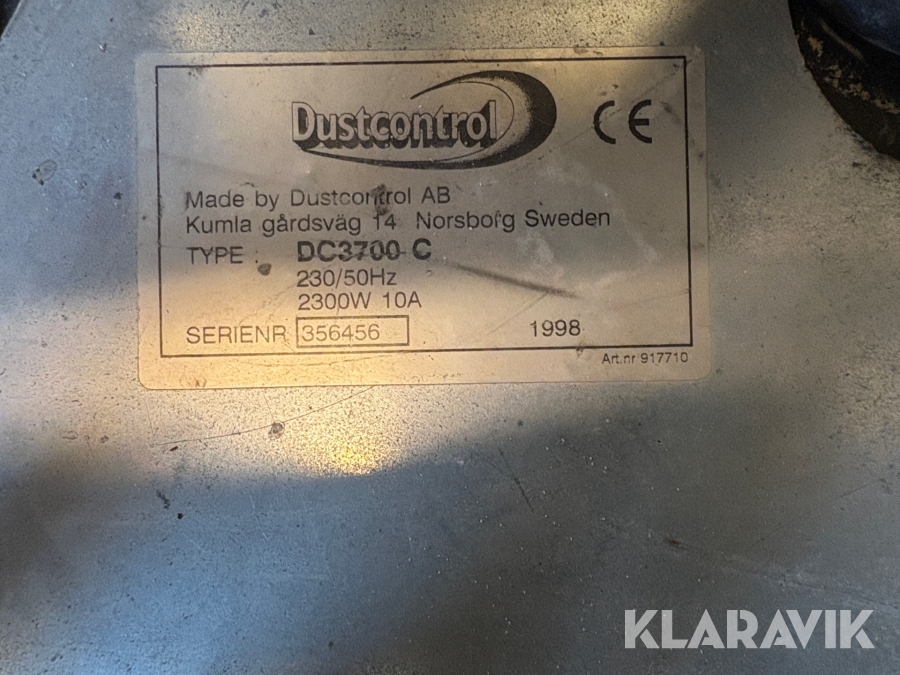 Dustcontrol CE
Made by Dustcontrol AB
Kumla gårdsväg 14 Norsborg Sweden
TYPE : DC3700 C
230/50Hz
2300W 10A
SERIENR 356456 1998
Art.nr 917710
KLARAVIK